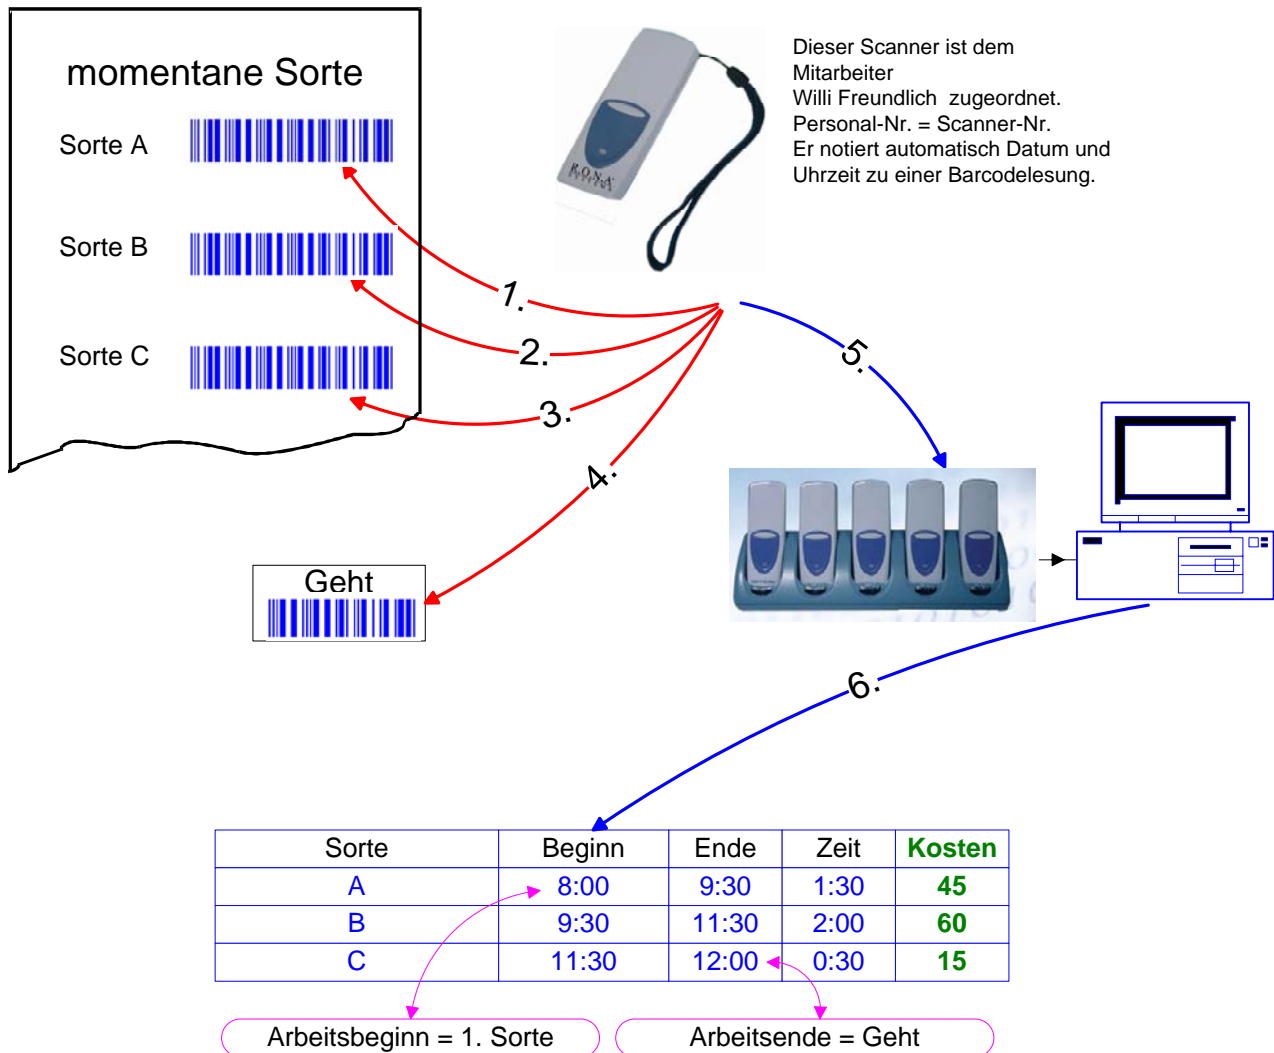 momentane Sorte
Sorte A
Sorte B
Sorte C
Dieser Scanner ist dem
Mitarbeiter
Willi Freundlich zugeordnet.
Personal-Nr. = Scanner-Nr.
Er notiert automatisch Datum und
Uhrzeit zu einer Barcodelesung.
RONA
1.
2.
3.
4.
5.
Geht
6.
Sorte Beginn Ende Zeit Kosten
A 8:00 9:30 1:30 45
B 9:30 11:30 2:00 60
C 11:30 12:00 0:30 15
Arbeitsbeginn = 1. Sorte
Arbeitsende = Geht